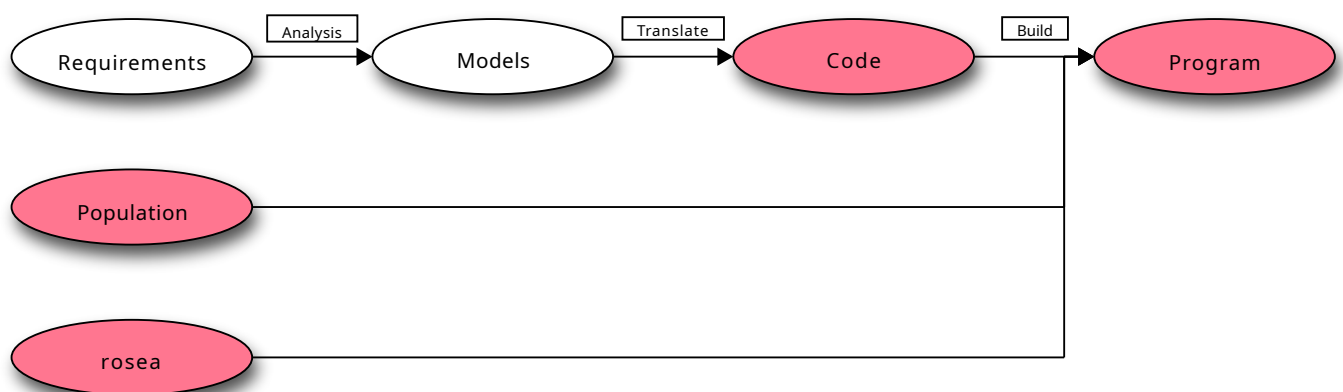 Analysis
Translate
Build
Requirements
Models
Code
Program
Population
rosea